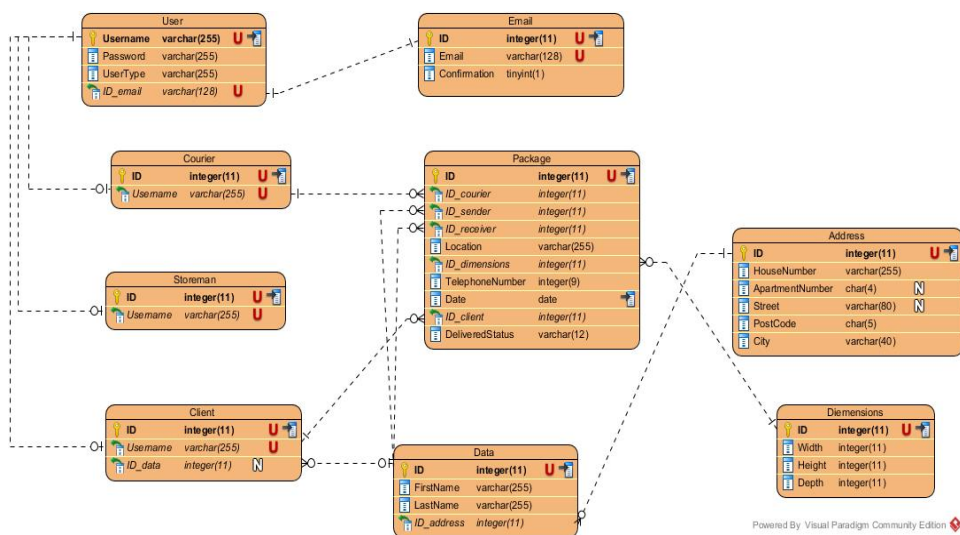 User
Username varchar(255) U
Password varchar(255)
UserType varchar(255)
ID_email varchar(128) U
Email
ID integer(11) U
Email varchar(128) U
Confirmation tinyint(1)
Courier
ID integer(11) U
Username varchar(255) U
Package
ID integer(11) U
ID_courier integer(11)
ID_sender integer(11)
ID_receiver integer(11)
Location varchar(255)
ID_dimensions integer(11)
TelephoneNumber integer(9)
Date date
ID_client integer(11)
DeliveredStatus varchar(12)
Address
ID integer(11) U
HouseNumber varchar(255)
ApartmentNumber char(4) N
Street varchar(80) N
PostCode char(5)
City varchar(40)
Storeman
ID integer(11) U
Username varchar(255) U
Client
ID integer(11) U
Username varchar(255) U
ID_data integer(11) N
Data
ID integer(11) U
FirstName varchar(255)
LastName varchar(255)
ID_address integer(11)
Diemensions
ID integer(11) U
Width integer(11)
Height integer(11)
Depth integer(11)
Powered By Visual Paradigm Community Edition